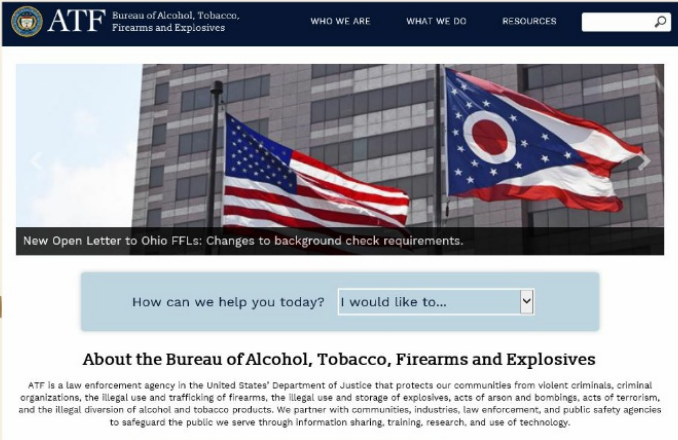 ATF
Bureau of Alcohol, Tobacco,
Firearms and Explosives
WHO WE ARE
WHAT WE DO
RESOURCES
New Open Letter to Ohio FFLs: Changes to background check requirements.
How can we help you today?
I would like to...
About the Bureau of Alcohol, Tobacco, Firearms and Explosives
ATF is a law enforcement agency in the United States' Department of Justice that protects our communities from violent criminals, criminal
organizations, the illegal use and trafficking of firearms, the illegal use and storage of explosives, acts of arson and bombings, acts of terrorism,
and the illegal diversion of alcohol and tobacco products. We partner with communities, industries, law enforcement, and public safety agencies
to safeguard the public we serve through information sharing, training, research, and use of technology.